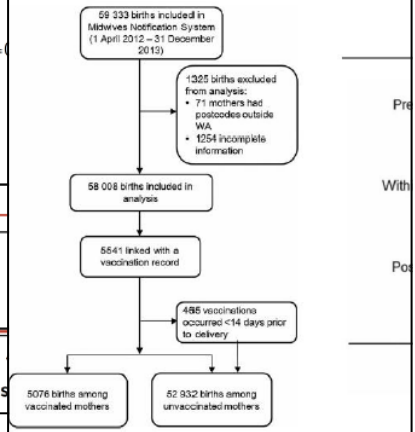 59 333 births included in
Midwives Notification System
(1 April 2012 – 31 December
2013)
1325 births excluded
from analysis:
• 71 mothers had
postcodes outside
WA
• 1254 incomplete
information
58 008 births included in
analysis
5541 linked with a
vaccination record
465 vaccinations
occurred <14 days prior
to delivery
5076 births among
vaccinated mothers
52 932 births among
unvaccinated mothers
Pre
With
Pos